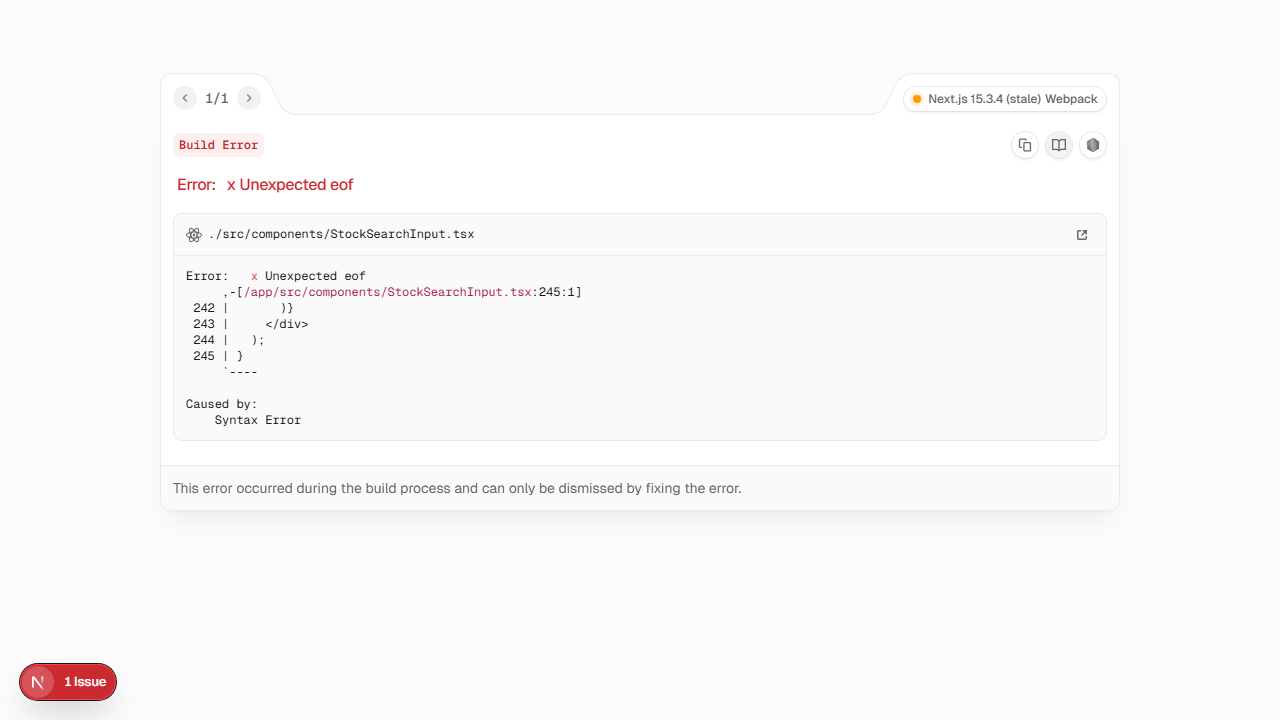 1/1
Next.js 15.3.4 (stale) Webpack
Build Error
Error: x Unexpected eof
./src/components/StockSearchInput.tsx
Error:   x Unexpected eof
     ,-[/app/src/components/StockSearchInput.tsx:245:1]
 242 |       )}
 243 |     </div>
 244 |   );
 245 | }
     `----
Caused by:
    Syntax Error
This error occurred during the build process and can only be dismissed by fixing the error.
N
1 Issue